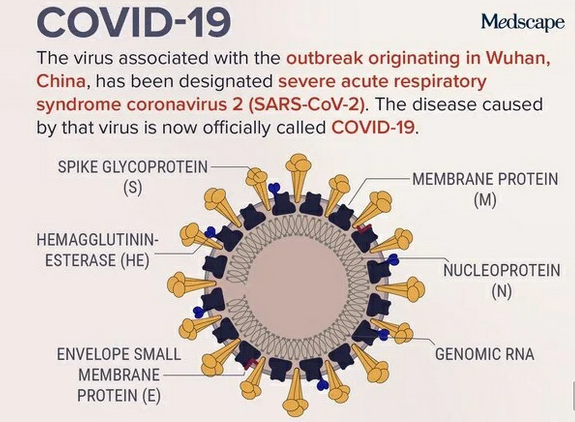 COVID-19
Medscape
The virus associated with the outbreak originating in Wuhan,
China, has been designated severe acute respiratory
syndrome coronavirus 2 (SARS-CoV-2). The disease caused
by that virus is now officially called COVID-19.
SPIKE GLYCOPROTEIN
(S)
MEMBRANE PROTEIN
(M)
HEMAGGLUTININ-
ESTERASE (HE)
NUCLEOPROTEIN
(N)
ENVELOPE SMALL
MEMBRANE
PROTEIN (E)
GENOMIC RNA